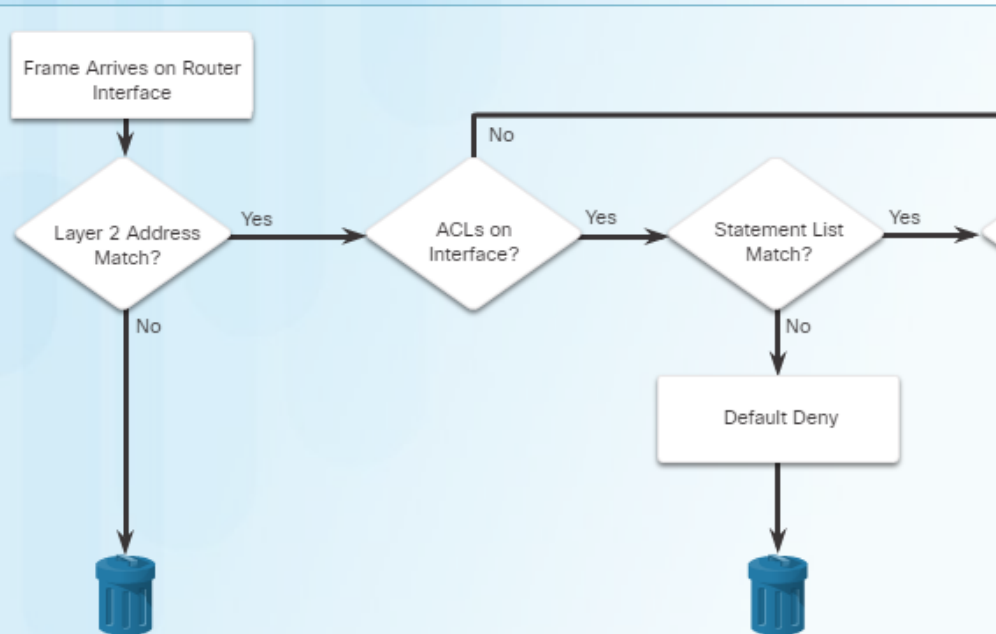 Frame Arrives on Router
Interface
No
Layer 2 Address
Match?
Yes
ACLs on
Interface?
Yes
Statement List
Match?
Yes
No
No
Default Deny